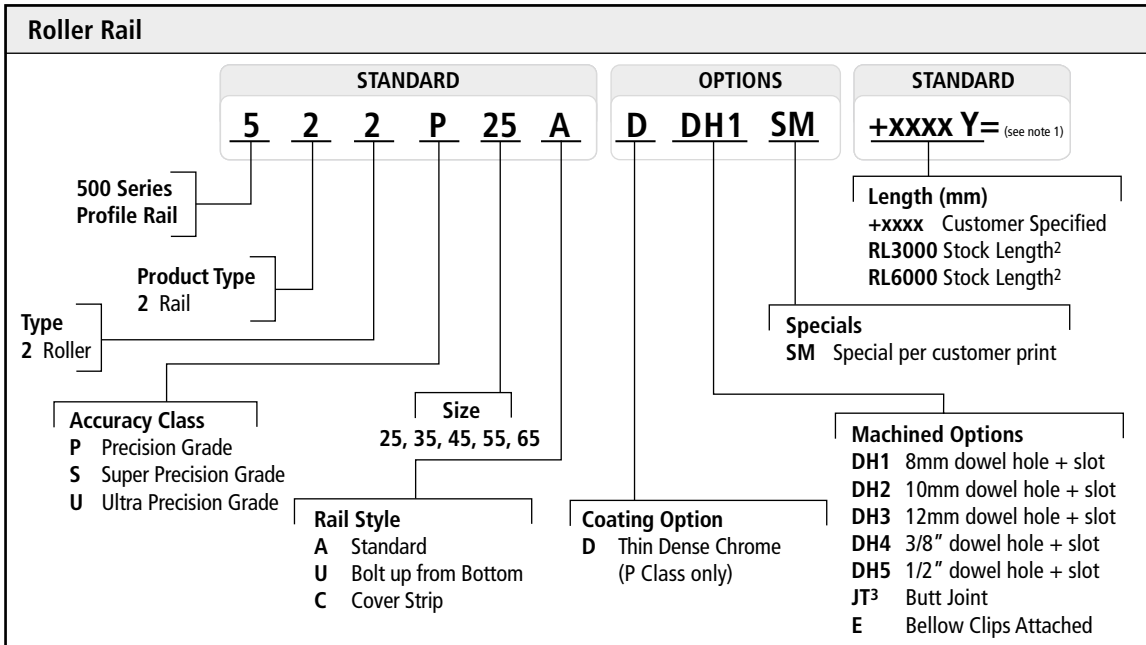 Roller Rail
STANDARD OPTIONS STANDARD
5 2 2 P 25 A D DH1 SM +xxxx Y= (see note 1)
500 Series
Profile Rail
Product Type
2 Rail
Type
2 Roller
Accuracy Class
P Precision Grade
S Super Precision Grade
U Ultra Precision Grade
Size
25, 35, 45, 55, 65
Rail Style
A Standard
U Bolt up from Bottom
C Cover Strip
Coating Option
D Thin Dense Chrome
(P Class only)
Length (mm)
+xxxx Customer Specified
RL3000 Stock Length²
RL6000 Stock Length²
Specials
SM Special per customer print
Machined Options
DH1 8mm dowel hole + slot
DH2 10mm dowel hole + slot
DH3 12mm dowel hole + slot
DH4 3/8" dowel hole + slot
DH5 1/2" dowel hole + slot
JT³ Butt Joint
E Bellow Clips Attached